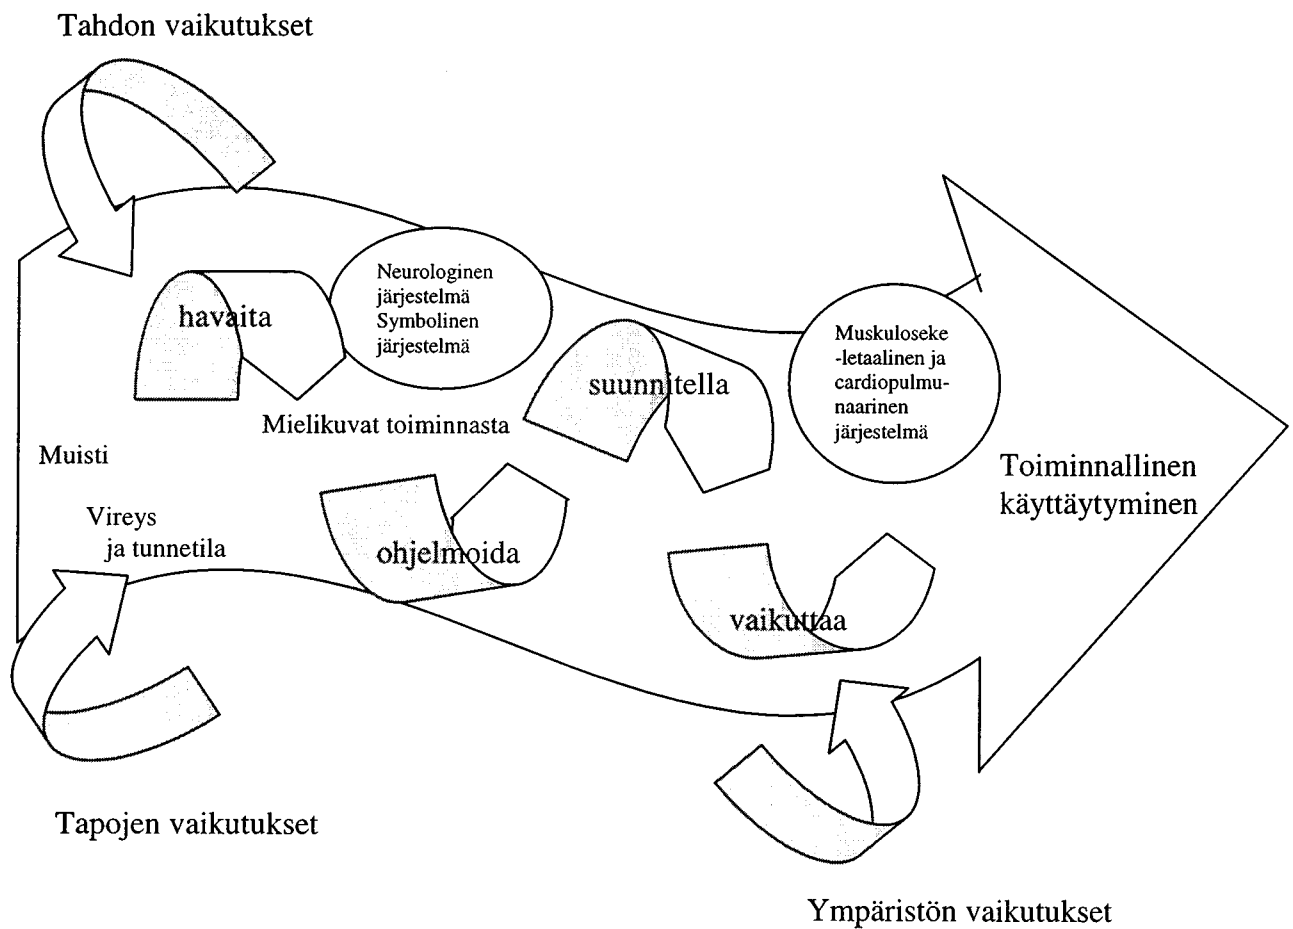 Tahdon vaikutukset
Neurologinen
järjestelmä
Symbolinen
järjestelmä
havaita
Muskuloseke
-letaalinen ja
cardiopulmu-
naarinen
järjestelmä
suunnitella
Mielikuvat toiminnasta
Muisti
Toiminnallinen
käyttäytyminen
Vireys
ja tunnetila
ohjelmoida
vaikuttaa
Tapojen vaikutukset
Ympäristön vaikutukset